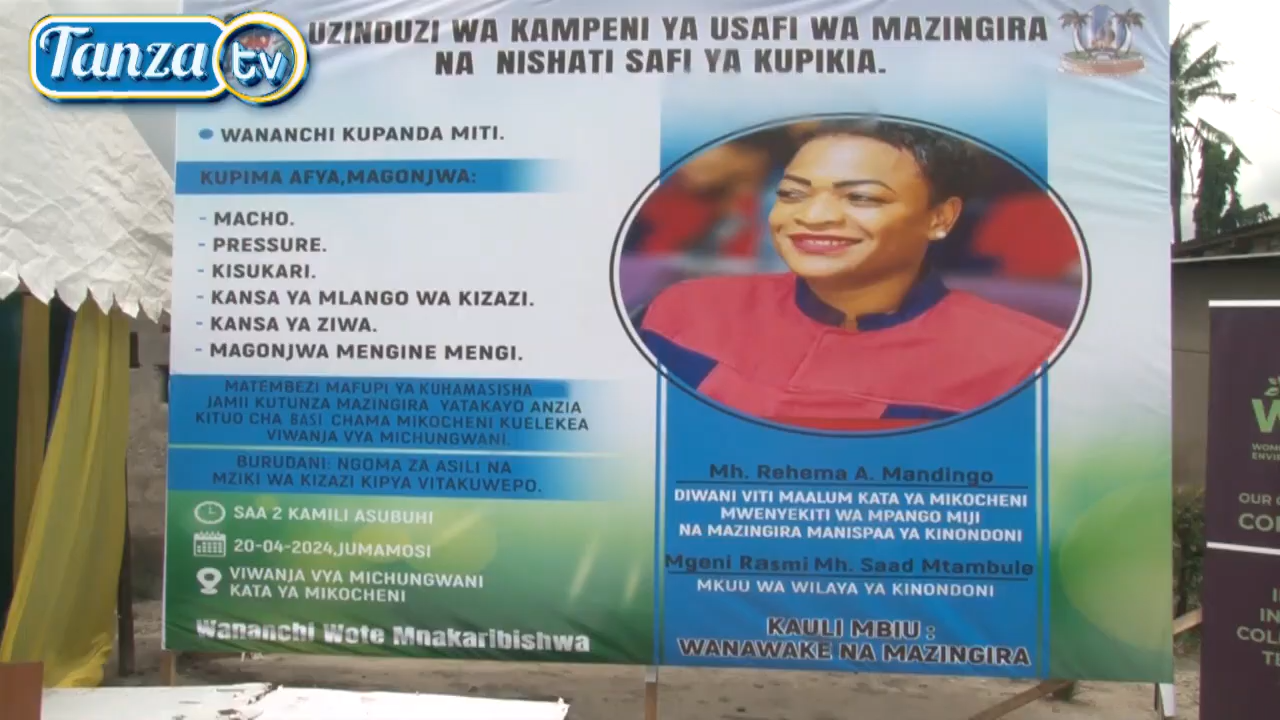 Tanza tv
UZINDUZI WA KAMPENI YA USAFI WA MAZINGIRA
NA NISHATI SAFI YA KUPIKIA.
WANANCHI KUPANDA MITI.
KUPIMA AFYA,MAGONJWA:
- MACHO.
- PRESSURE.
- KISUKARI.
- KANSA YA MLANGO WA KIZAZI.
- KANSA YA ZIWA.
- MAGONJWA MENGINE MENGI.
MATEMBEZI MAFUPI YA KUHAMASISHA
JAMII KUTUNZA MAZINGIRA YATAKAYO ANZIA
KITUO CHA BASI CHAMA MIKOCHENI KUELEKEA
VIWANJA VYA MICHUNGWANI.
BURUDANI: NGOMA ZA ASILI NA
MZIKI WA KIZAZI KIPYA VITAKUWEPO.
SAA 2 KAMILI ASUBUHI
20-04-2024,JUMAMOSI
VIWANJA VYA MICHUNGWANI
KATA YA MIKOCHENI
Wananchi Wote Mnakaribishwa
Mh. Rehema A. Mandingo
DIWANI VITI MAALUM KATA YA MIKOCHENI
MWENYEKITI WA MPANGO MIJI
NA MAZINGIRA MANISPAA YA KINONDONI
Mgeni Rasmi Mh. Saad Mtambule
MKUU WA WILAYA YA KINONDONI
KAULI MBIU :
WANAWAKE NA MAZINGIRA
OUR